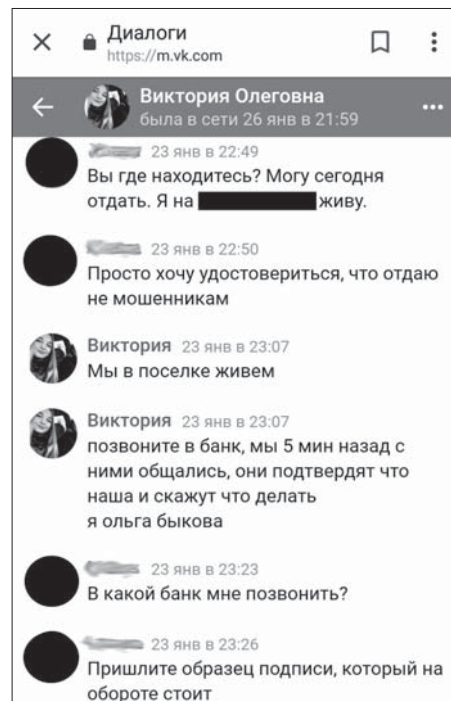 Диалоги
https://m.vk.com
Виктория Олеговна
была в сети 26 янв в 21:59
23 янв в 22:49
Вы где находитесь? Могу сегодня
отдать. Я на живу.
23 янв в 22:50
Просто хочу удостовериться, что отдаю
не мошенникам
Виктория 23 янв в 23:07
Мы в поселке живем
Виктория 23 янв в 23:07
позвоните в банк, мы 5 мин назад с
ними общались, они подтвердят что
наша и скажут что делать
я ольга быкова
23 янв в 23:23
В какой банк мне позвонить?
23 янв в 23:26
Пришлите образец подписи, который на
обороте стоит